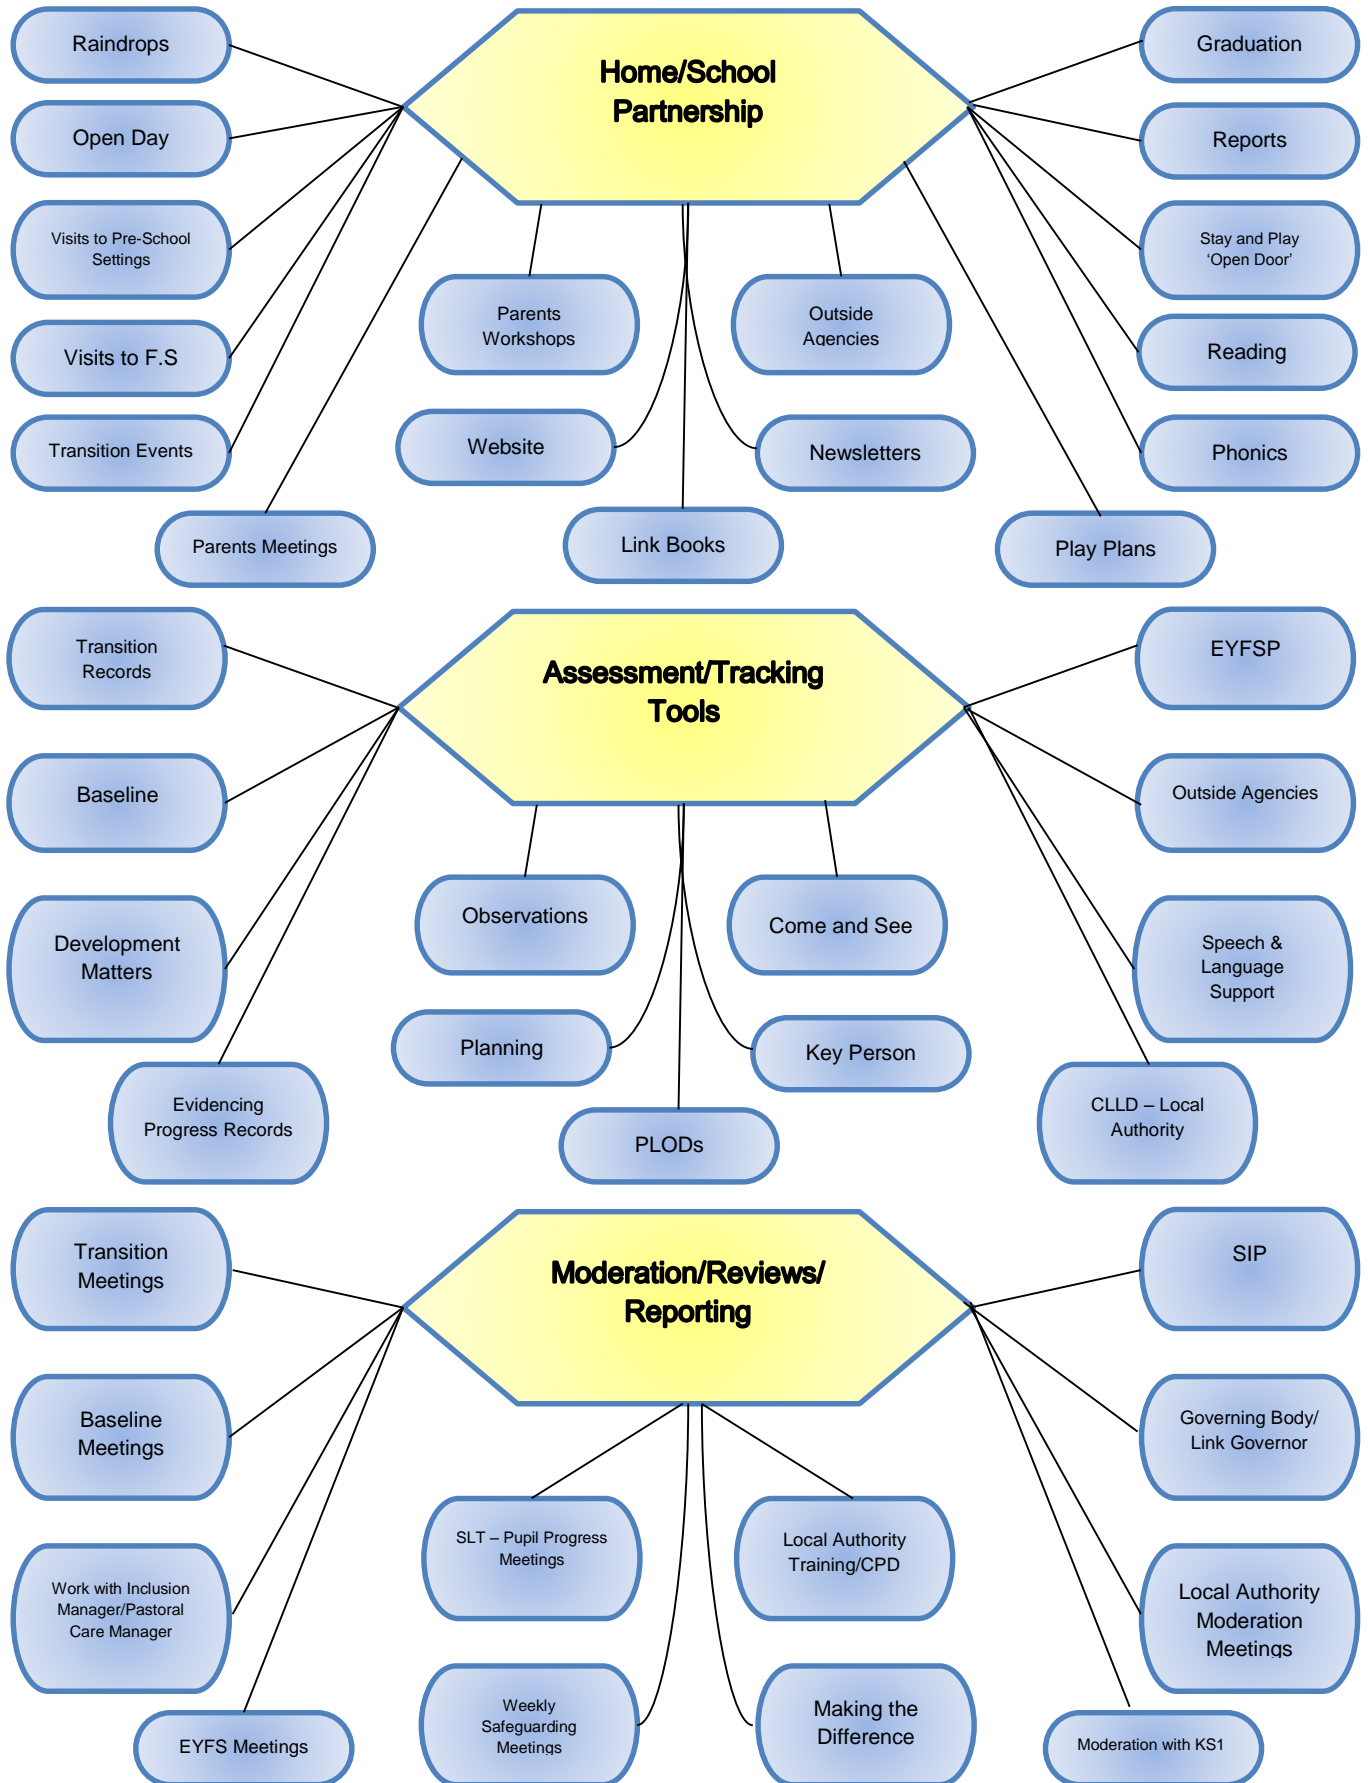 Raindrops
Open Day
Visits to Pre-School
Settings
Visits to F.S
Transition Events
Parents Meetings
Home/School
Partnership
Parents
Workshops
Outside
Agencies
Website
Newsletters
Link Books
Graduation
Reports
Stay and Play
‘Open Door’
Reading
Phonics
Play Plans
Transition
Records
Baseline
Development
Matters
Evidencing
Progress Records
Assessment/Tracking
Tools
Observations
Come and See
Planning
Key Person
PLODs
EYFSP
Outside Agencies
Speech &
Language
Support
CLLD – Local
Authority
Transition
Meetings
Baseline
Meetings
Work with Inclusion
Manager/Pastoral
Care Manager
EYFS Meetings
Moderation/Reviews/
Reporting
SLT – Pupil Progress
Meetings
Local Authority
Training/CPD
Weekly
Safeguarding
Meetings
Making the
Difference
SIP
Governing Body/
Link Governor
Local Authority
Moderation
Meetings
Moderation with KS1